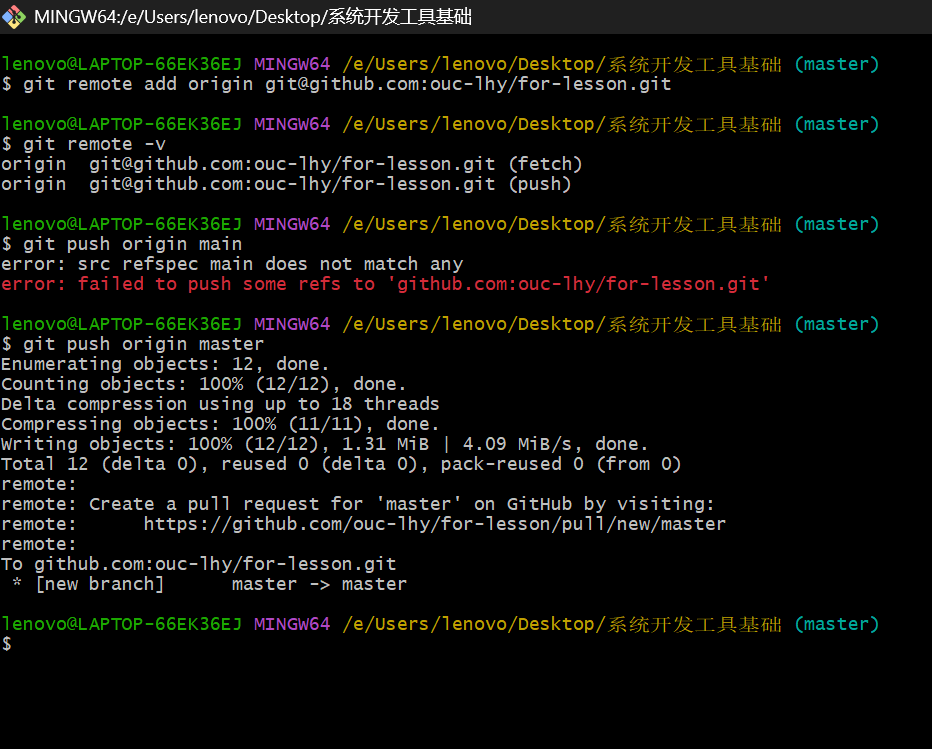 MINGW64:/e/Users/lenovo/Desktop/系统开发工具基础
lenovo@LAPTOP-66EK36EJ MINGW64 /e/Users/lenovo/Desktop/系统开发工具基础 (master)
$ git remote add origin git@github.com:ouc-lhy/for-lesson.git
lenovo@LAPTOP-66EK36EJ MINGW64 /e/Users/lenovo/Desktop/系统开发工具基础 (master)
$ git remote -v
origin  git@github.com:ouc-lhy/for-lesson.git (fetch)
origin  git@github.com:ouc-lhy/for-lesson.git (push)
lenovo@LAPTOP-66EK36EJ MINGW64 /e/Users/lenovo/Desktop/系统开发工具基础 (master)
$ git push origin main
error: src refspec main does not match any
error: failed to push some refs to 'github.com:ouc-lhy/for-lesson.git'
lenovo@LAPTOP-66EK36EJ MINGW64 /e/Users/lenovo/Desktop/系统开发工具基础 (master)
$ git push origin master
Enumerating objects: 12, done.
Counting objects: 100% (12/12), done.
Delta compression using up to 18 threads
Compressing objects: 100% (11/11), done.
Writing objects: 100% (12/12), 1.31 MiB | 4.09 MiB/s, done.
Total 12 (delta 0), reused 0 (delta 0), pack-reused 0 (from 0)
remote:
remote: Create a pull request for 'master' on GitHub by visiting:
remote:      https://github.com/ouc-lhy/for-lesson/pull/new/master
remote:
To github.com:ouc-lhy/for-lesson.git
 * [new branch]      master -> master
lenovo@LAPTOP-66EK36EJ MINGW64 /e/Users/lenovo/Desktop/系统开发工具基础 (master)
$